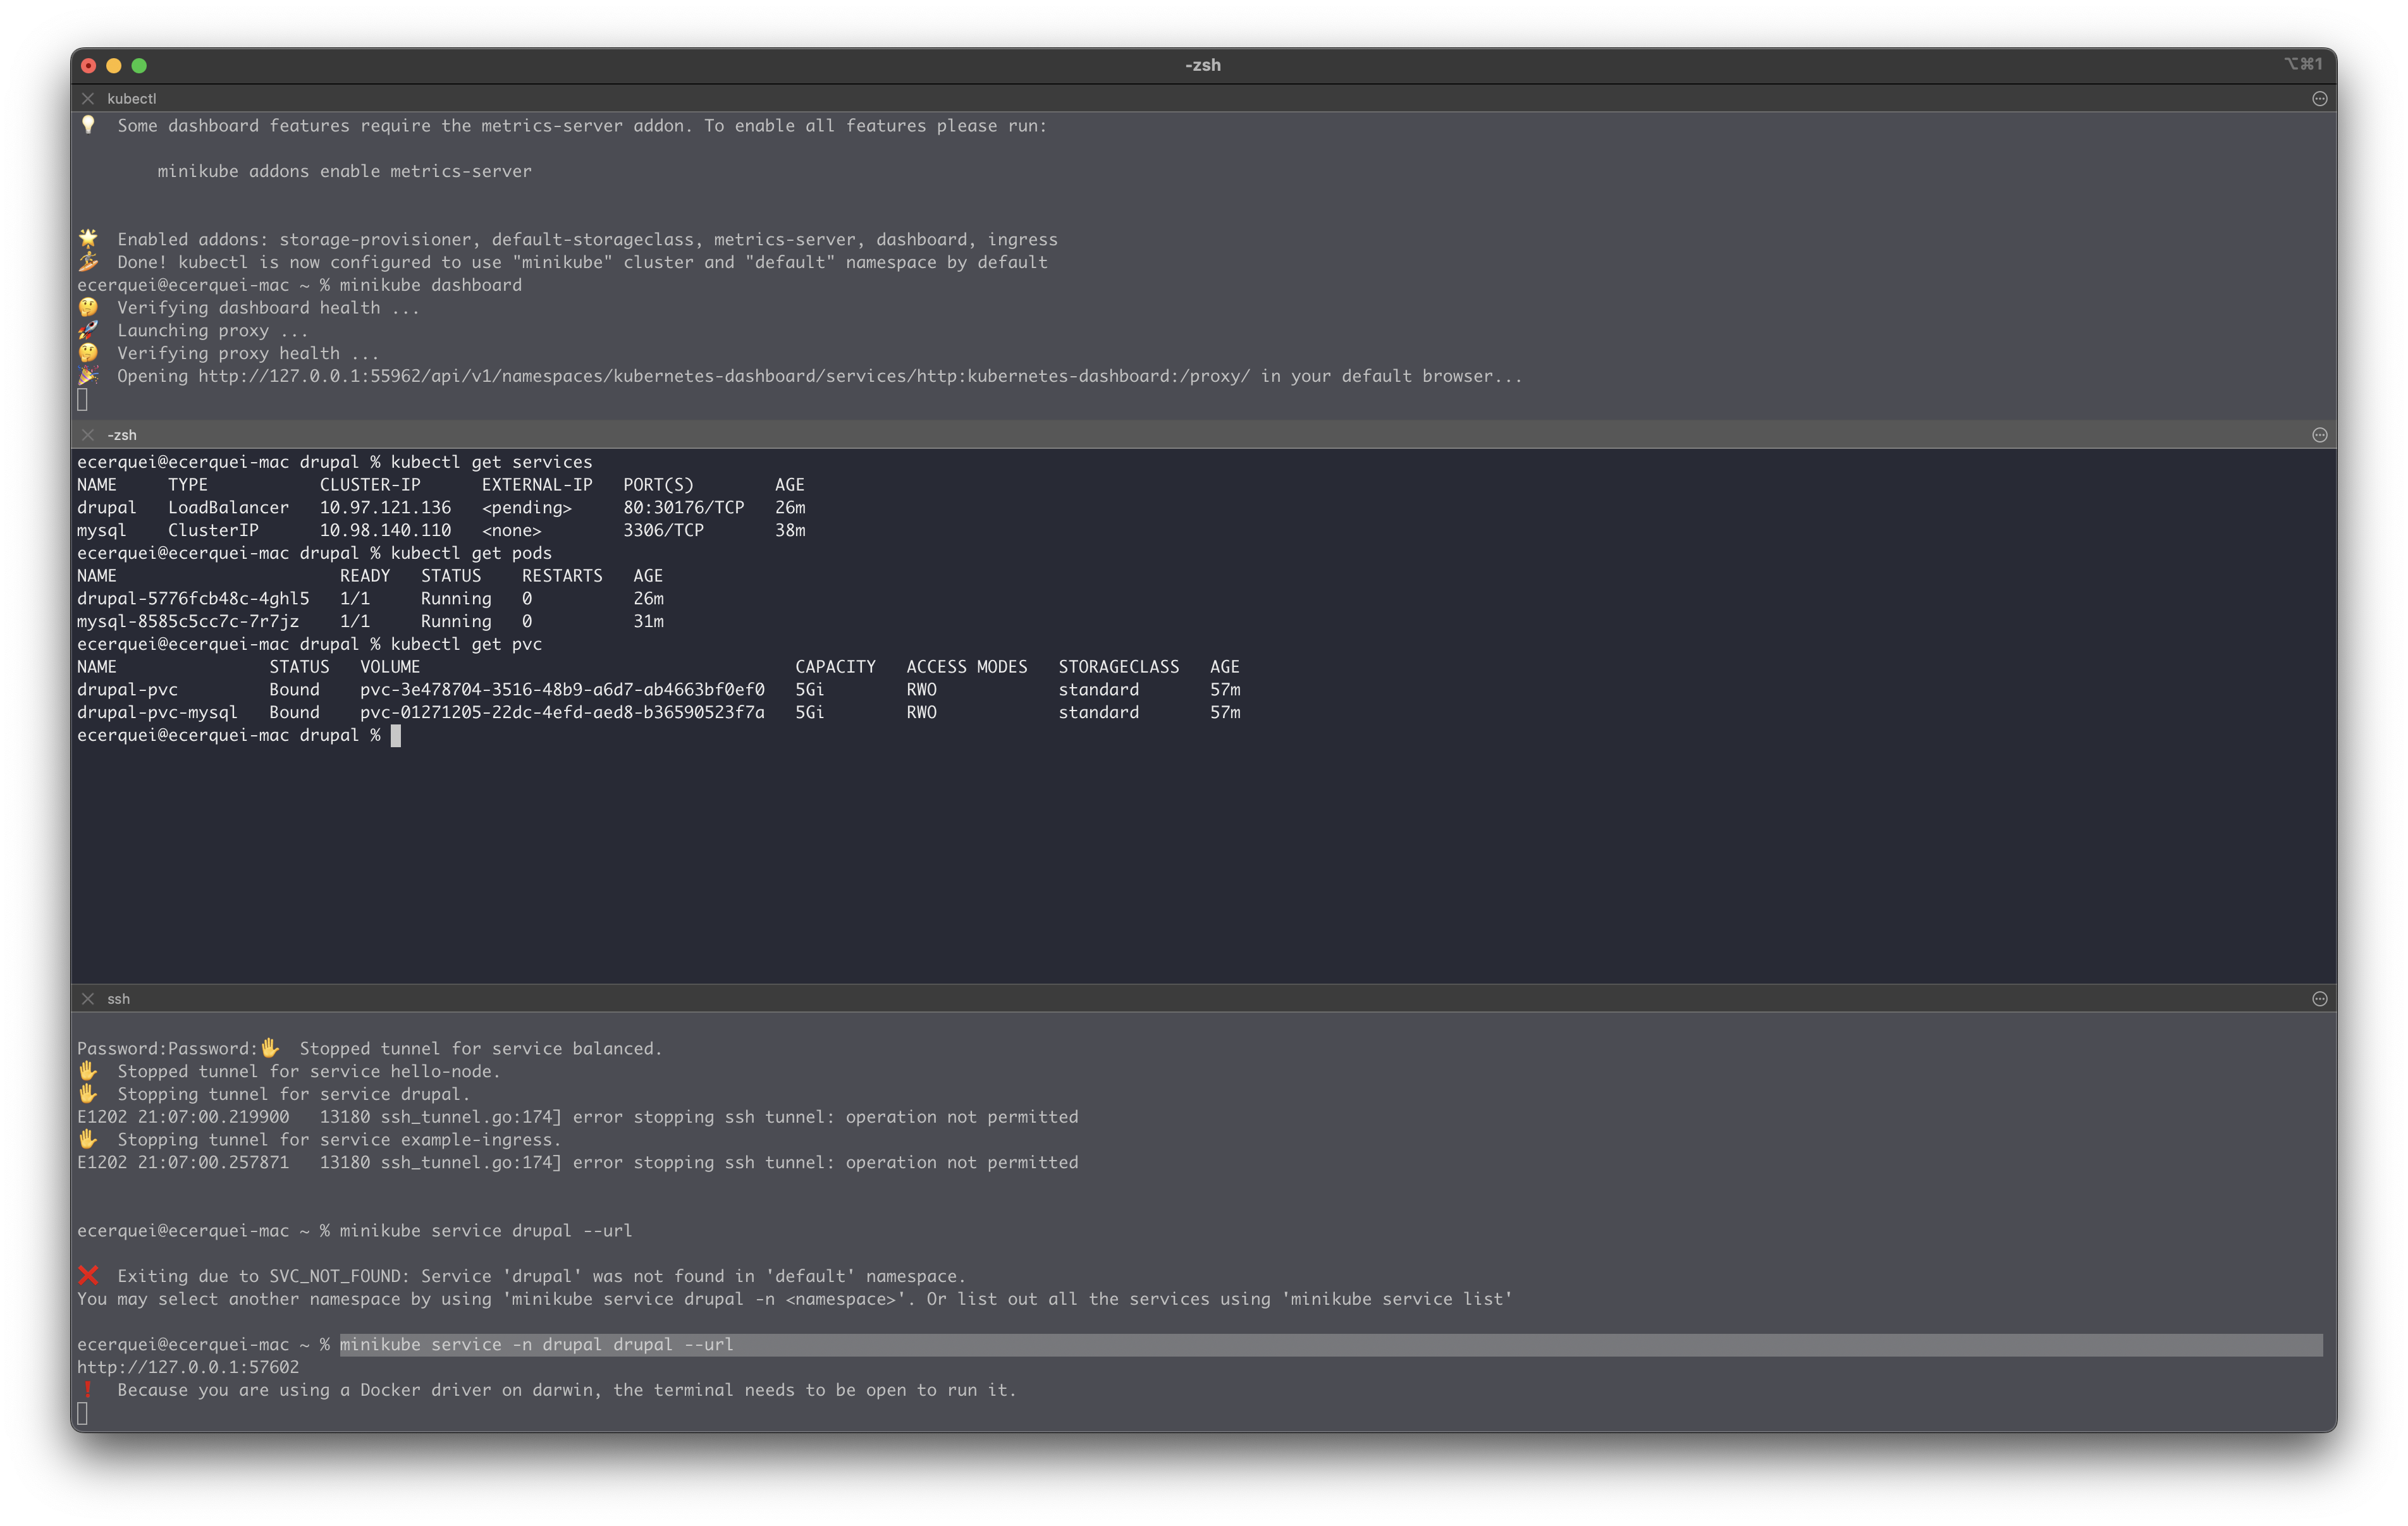 -zsh
⌥⌘1
kubectl
💡  Some dashboard features require the metrics-server addon. To enable all features please run:
minikube addons enable metrics-server
🌟  Enabled addons: storage-provisioner, default-storageclass, metrics-server, dashboard, ingress
🏄  Done! kubectl is now configured to use "minikube" cluster and "default" namespace by default
ecerquei@ecerquei-mac ~ % minikube dashboard
🤔  Verifying dashboard health ...
🚀  Launching proxy ...
🤔  Verifying proxy health ...
🎉  Opening http://127.0.0.1:55962/api/v1/namespaces/kubernetes-dashboard/services/http:kubernetes-dashboard:/proxy/ in your default browser...
-zsh
ecerquei@ecerquei-mac drupal % kubectl get services
NAME     TYPE           CLUSTER-IP      EXTERNAL-IP   PORT(S)        AGE
drupal   LoadBalancer   10.97.121.136   <pending>     80:30176/TCP   26m
mysql    ClusterIP      10.98.140.110   <none>        3306/TCP       38m
ecerquei@ecerquei-mac drupal % kubectl get pods
NAME                      READY   STATUS    RESTARTS   AGE
drupal-5776fcb48c-4ghl5   1/1     Running   0          26m
mysql-8585c5cc7c-7r7jz    1/1     Running   0          31m
ecerquei@ecerquei-mac drupal % kubectl get pvc
NAME               STATUS   VOLUME                                     CAPACITY   ACCESS MODES   STORAGECLASS   AGE
drupal-pvc         Bound    pvc-3e478704-3516-48b9-a6d7-ab4663bf0ef0   5Gi        RWO            standard       57m
drupal-pvc-mysql   Bound    pvc-01271205-22dc-4efd-aed8-b36590523f7a   5Gi        RWO            standard       57m
ecerquei@ecerquei-mac drupal %
ssh
Password:Password:✋  Stopped tunnel for service balanced.
✋  Stopped tunnel for service hello-node.
✋  Stopping tunnel for service drupal.
E1202 21:07:00.219900   13180 ssh_tunnel.go:174] error stopping ssh tunnel: operation not permitted
✋  Stopping tunnel for service example-ingress.
E1202 21:07:00.257871   13180 ssh_tunnel.go:174] error stopping ssh tunnel: operation not permitted
ecerquei@ecerquei-mac ~ % minikube service drupal --url
❌  Exiting due to SVC_NOT_FOUND: Service 'drupal' was not found in 'default' namespace.
You may select another namespace by using 'minikube service drupal -n <namespace>'. Or list out all the services using 'minikube service list'
ecerquei@ecerquei-mac ~ % minikube service -n drupal drupal --url
http://127.0.0.1:57602
❗  Because you are using a Docker driver on darwin, the terminal needs to be open to run it.